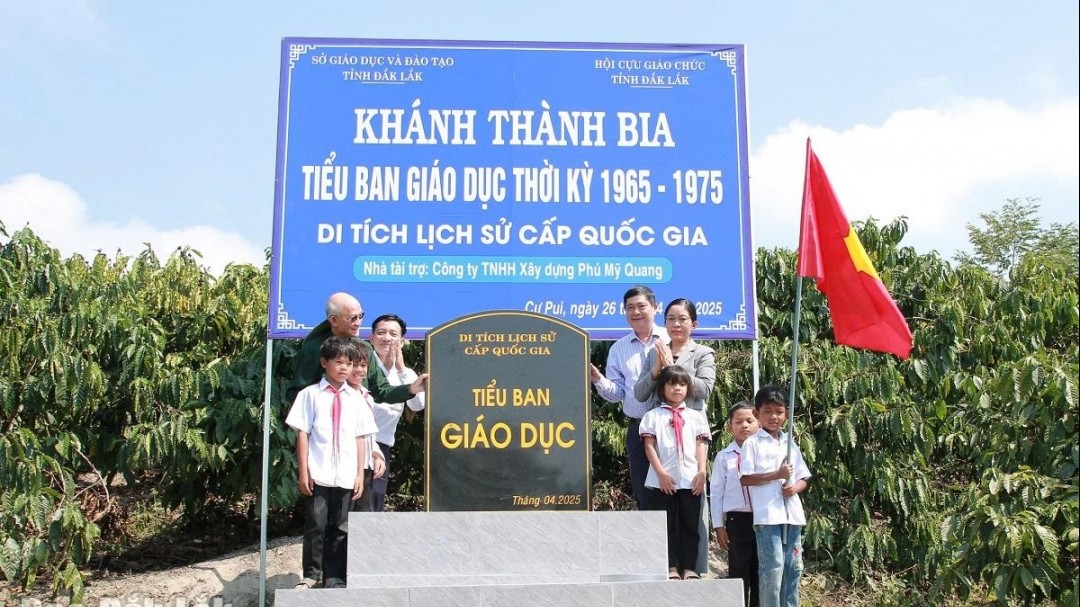 SỞ GIÁO DỤC VÀ ĐÀO TẠO
TỈNH ĐẮK LẮK
HỘI CỰU GIÁO CHỨC
TỈNH ĐẮK LẮK
KHÁNH THÀNH BIA
TIỂU BAN GIÁO DỤC THỜI KỲ 1965 - 1975
DI TÍCH LỊCH SỬ CẤP QUỐC GIA
Nhà tài trợ: Công ty TNHH Xây dựng Phú Mỹ Quang
Cư Pui, ngày 26 2025
DI TÍCH LỊCH SỬ
CẤP QUỐC GIA
TIỂU BAN
GIÁO DỤC
Tháng-04.2025